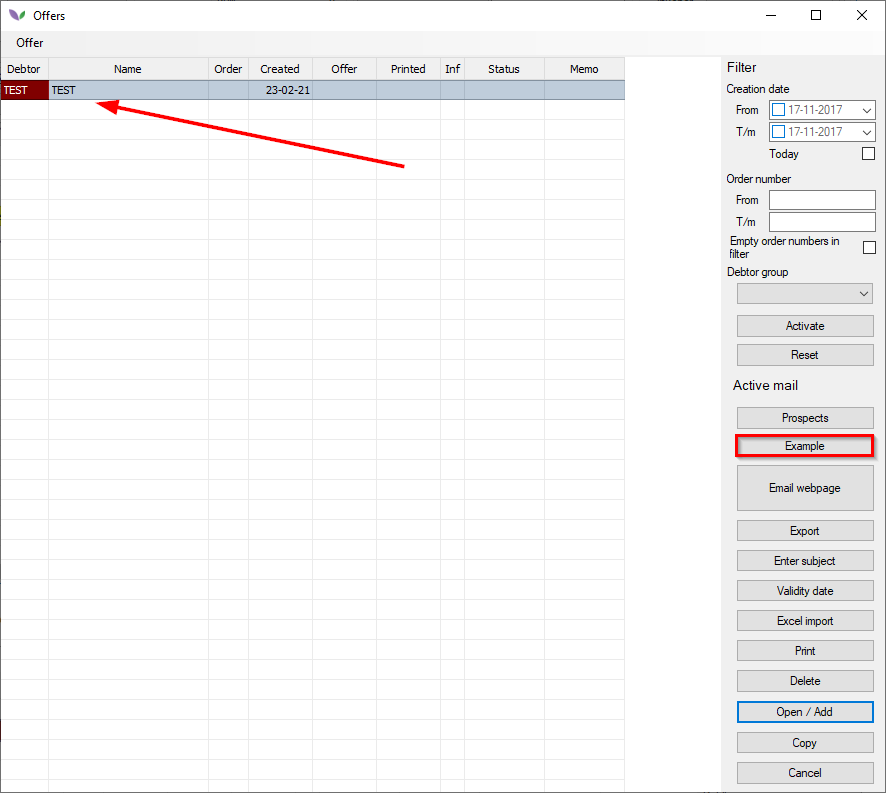 Offers
Offer
Debtor Name Order Created Offer Printed Inf Status Memo
TEST TEST 23-02-21
Filter
Creation date
From 17-11-2017
T/m 17-11-2017
Today
Order number
From
T/m
Empty order numbers in
filter
Debtor group
Activate
Reset
Active mail
Prospects
Example
Email webpage
Export
Enter subject
Validity date
Excel import
Print
Delete
Open / Add
Copy
Cancel